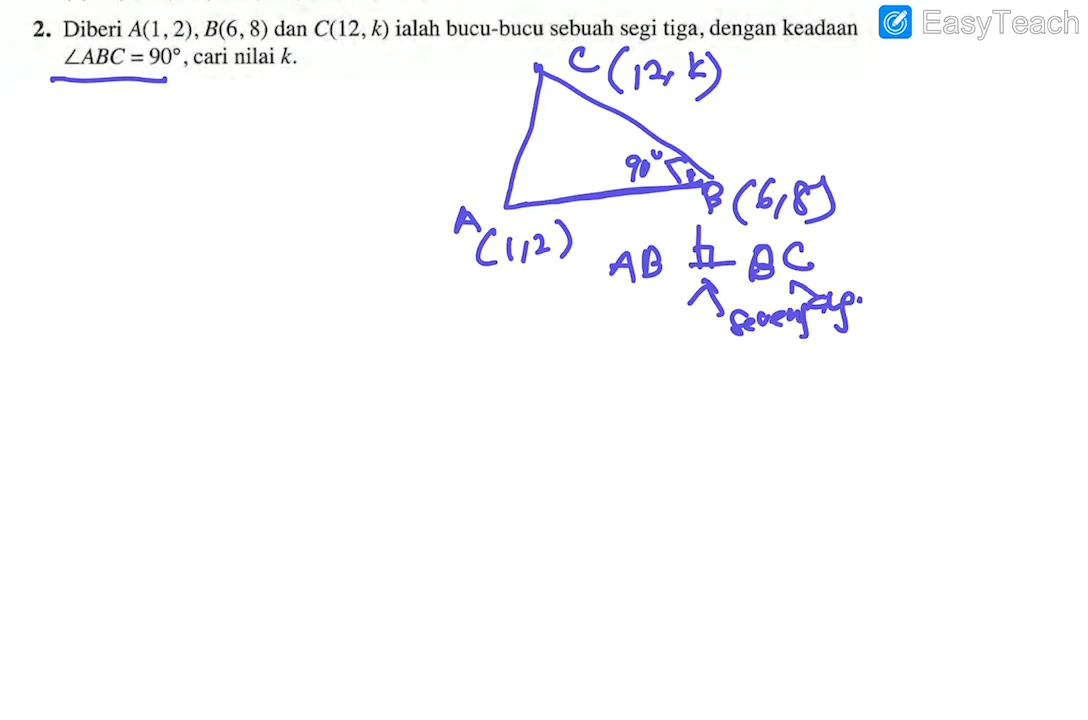 2. Diberi A(1, 2), B(6, 8) dan C(12, k) ialah bucu-bucu sebuah segi tiga, dengan keadaan
∠ABC = 90°, cari nilai k.
EasyTeach
C (12, k)
90°
B (6, 8)
A (1, 2)
AB ⊥ BC